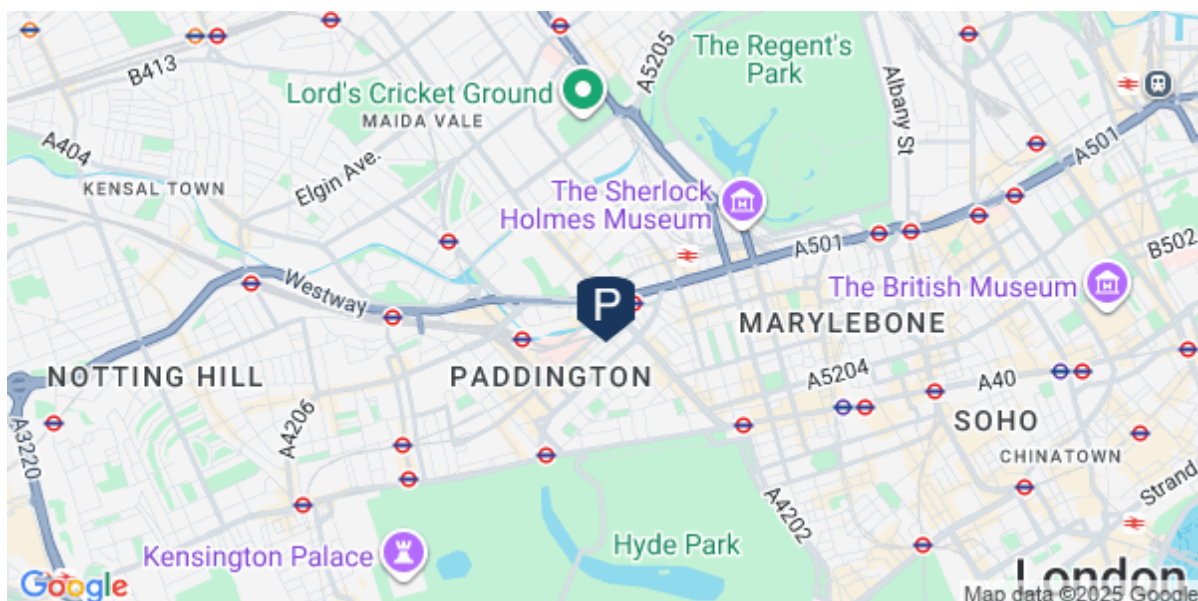 The Regent's
Park
A5205
B413
Lord's Cricket Ground
MAIDA VALE
Albany St
A404
Elgin Ave.
A501
KENSAL TOWN
The Sherlock
Holmes Museum
A501
B502
Westway
P
The British Museum
MARYLEBONE
NOTTING HILL
PADDINGTON
A5204
A40
A4206
A3220
SOHO
CHINATOWN
A4202
Strand
Kensington Palace
Hyde Park
London
Google
Map data ©2025 Google